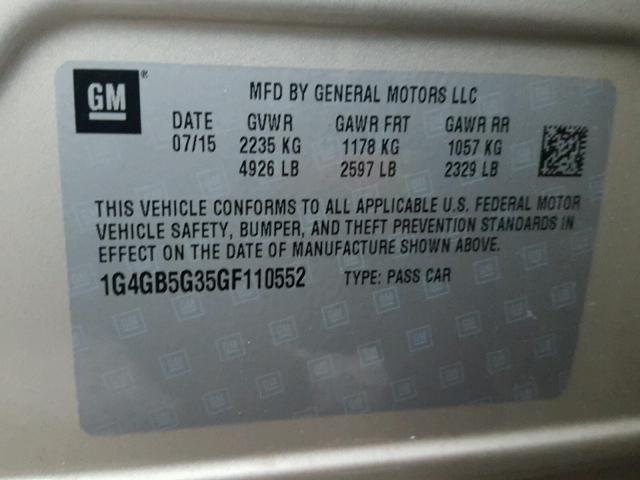 GM®
MFD BY GENERAL MOTORS LLC
DATE GVWR GAWR FRT GAWR RR
07/15 2235 KG 1178 KG 1057 KG
4926 LB 2597 LB 2329 LB
THIS VEHICLE CONFORMS TO ALL APPLICABLE U.S. FEDERAL MOTOR
VEHICLE SAFETY, BUMPER, AND THEFT PREVENTION STANDARDS IN
EFFECT ON THE DATE OF MANUFACTURE SHOWN ABOVE.
1G4GB5G35GF110552 TYPE: PASS CAR